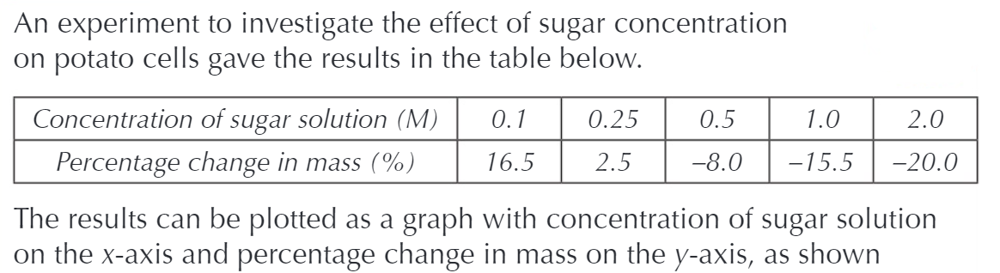 An experiment to investigate the effect of sugar concentration
on potato cells gave the results in the table below.
Concentration of sugar solution (M) 0.1 0.25 0.5 1.0 2.0
Percentage change in mass (%) 16.5 2.5 –8.0 –15.5 –20.0
The results can be plotted as a graph with concentration of sugar solution
on the x-axis and percentage change in mass on the y-axis, as shown